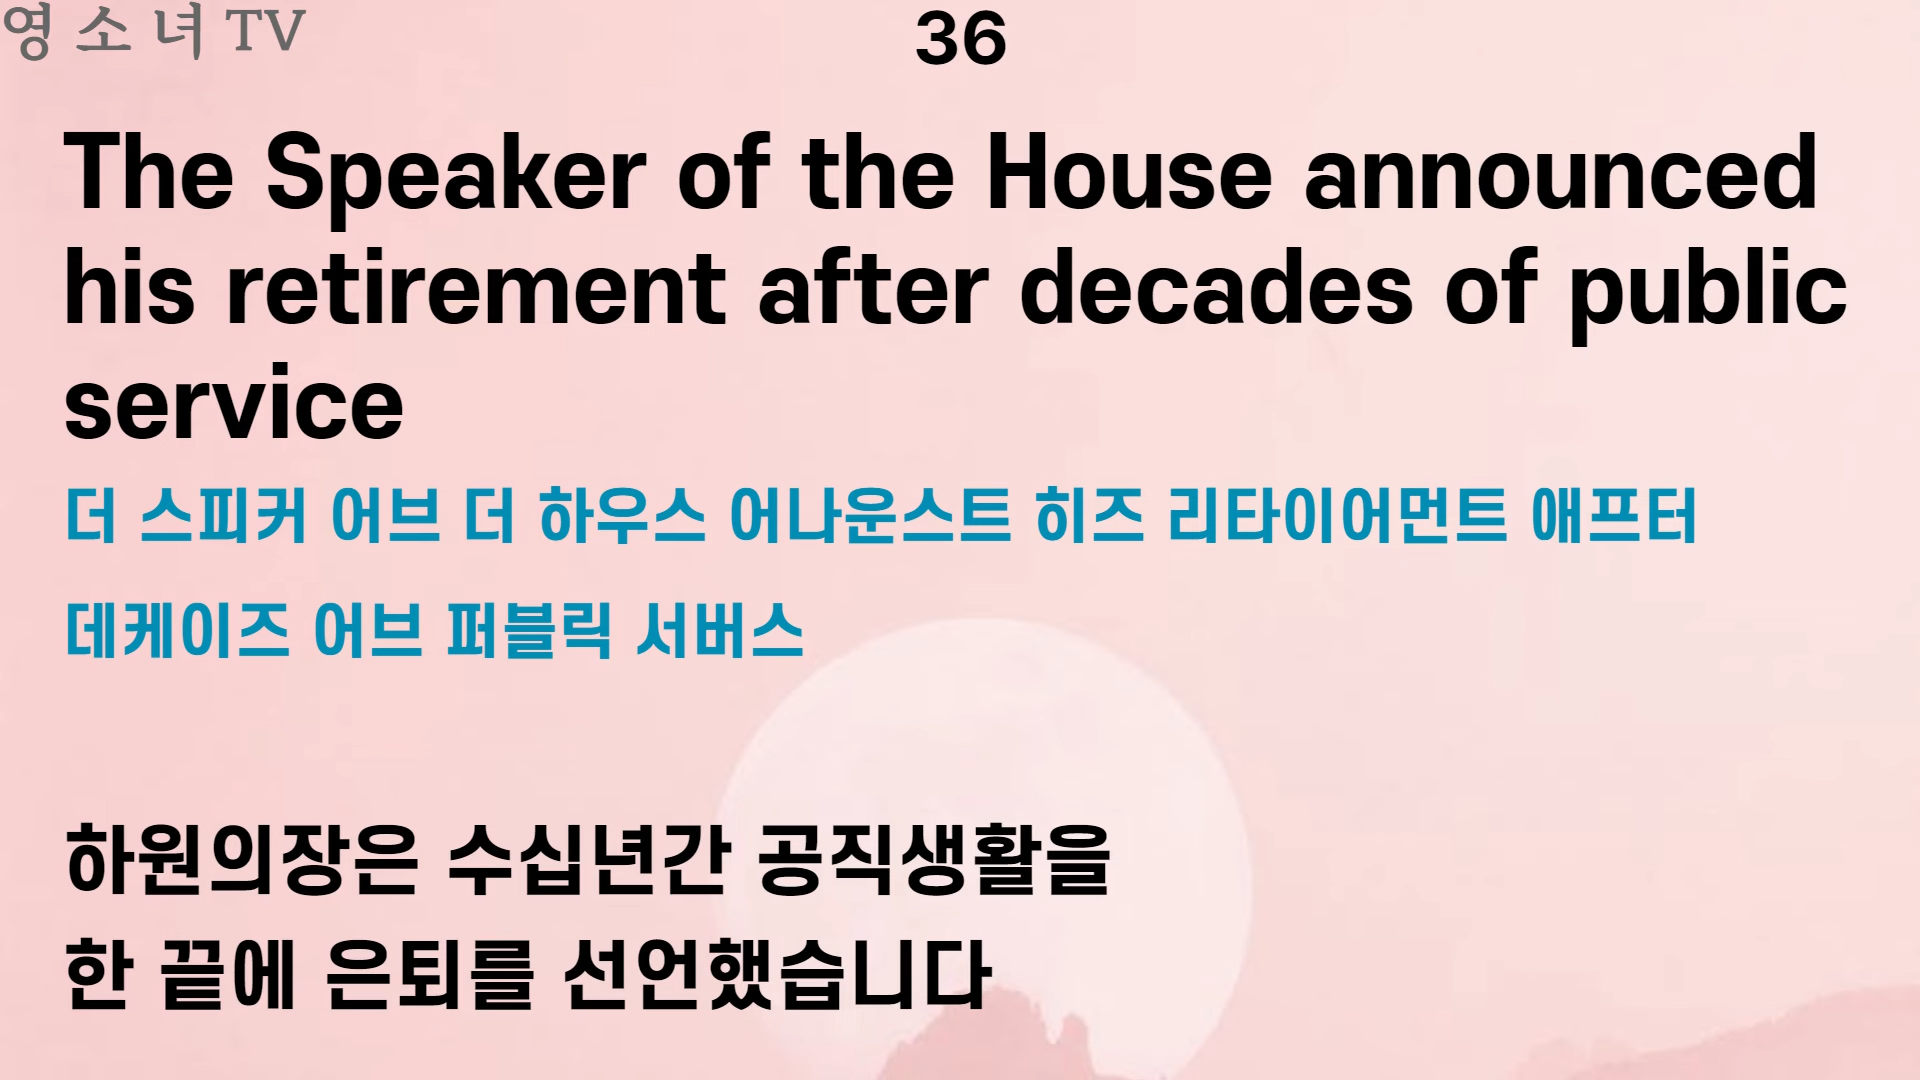 영소녀TV
36
The Speaker of the House announced
his retirement after decades of public
service
더 스피커 어브 더 하우스 어나운스트 히즈 리타이어먼트 애프터
데케이즈 어브 퍼블릭 서버스
하원의장은 수십년간 공직생활을
한 끝에 은퇴를 선언했습니다